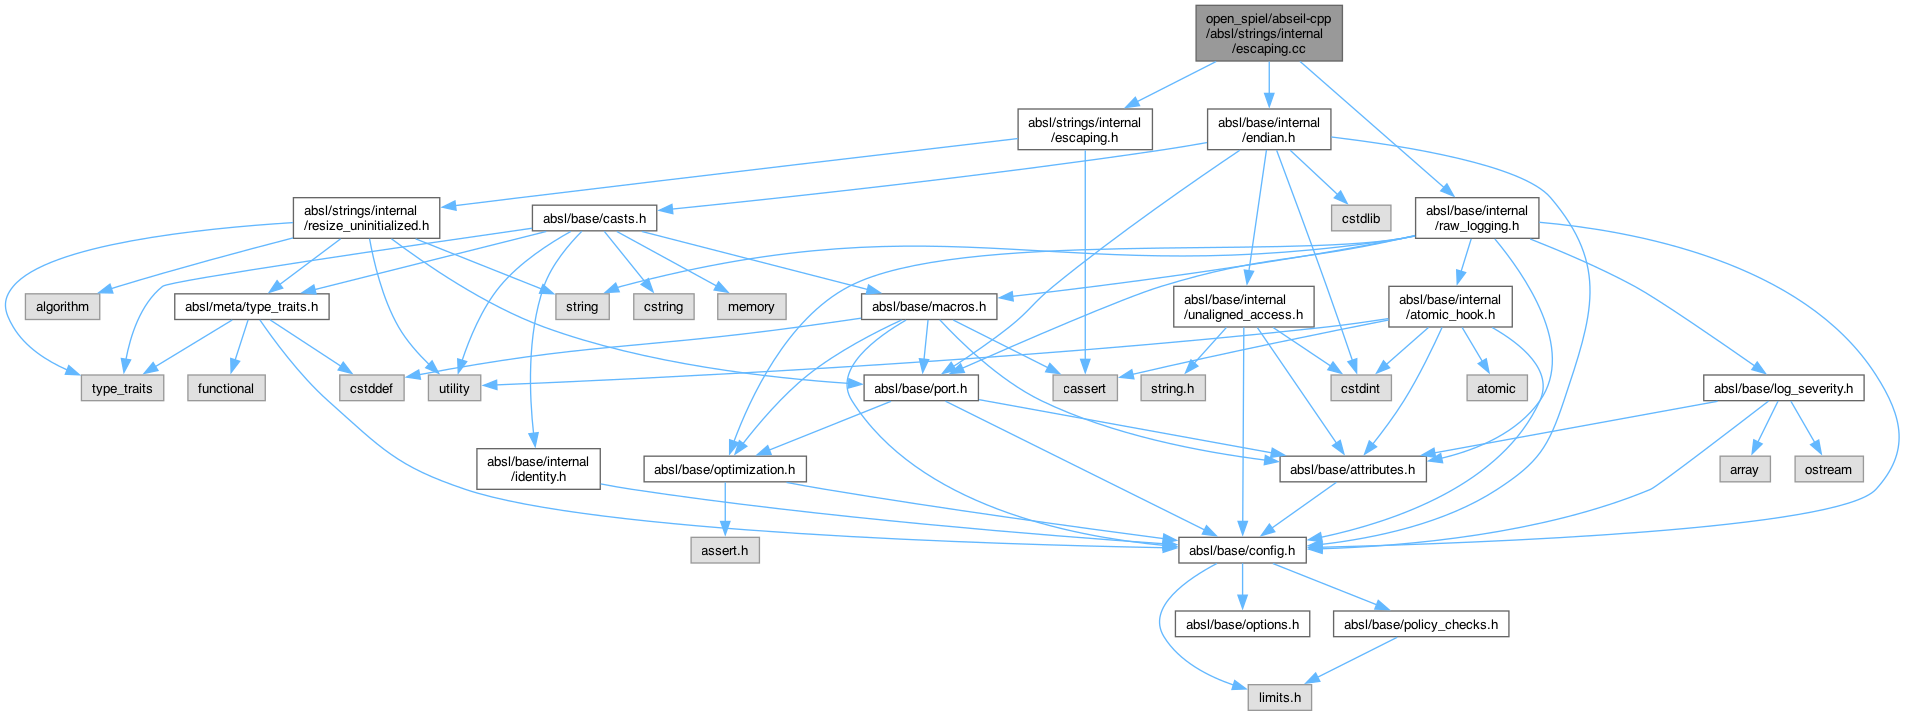 open_spiel/abseil-cpp
/absl/strings/internal
/escaping.cc
absl/strings/internal
/escaping.h
absl/base/internal
/endian.h
absl/strings/internal
/resize_uninitialized.h
absl/base/casts.h
cstdlib
absl/base/internal
/raw_logging.h
algorithm
absl/meta/type_traits.h
string
cstring
memory
absl/base/macros.h
absl/base/internal
/unaligned_access.h
absl/base/internal
/atomic_hook.h
type_traits
functional
cstddef
utility
absl/base/port.h
cassert
string.h
cstdint
atomic
absl/base/log_severity.h
absl/base/internal
/identity.h
absl/base/optimization.h
absl/base/attributes.h
array
ostream
assert.h
absl/base/config.h
absl/base/options.h
absl/base/policy_checks.h
limits.h